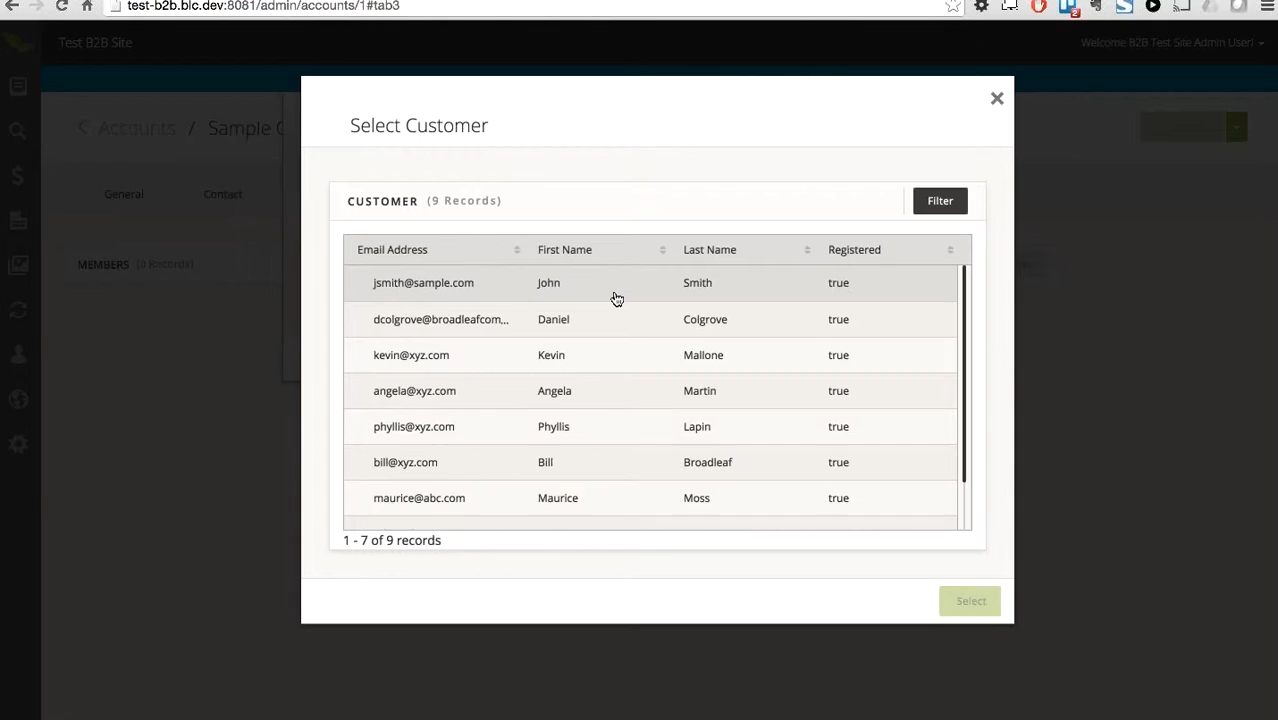 test-b2b.blc.dev:8081/admin/accounts/1#tab3
2
Test B2B Site
Welcome B2B Test Site Admin User!
Accounts / Sample
General Contact
MEMBERS (0 Records)
Select Customer
CUSTOMER (9 Records) Filter
Email Address First Name Last Name Registered
jsmith@sample.com John Smith true
dcolgrove@broadleafcom,.. Daniel Colgrove true
kevin@xyz.com Kevin Mallone true
angela@xyz.com Angela Martin true
phyllis@xyz.com Phyllis Lapin true
bill@xyz.com Bill Broadleaf true
maurice@abc.com Maurice Moss true
1 - 7 of 9 records
Select